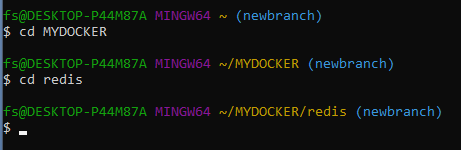 fs@DESKTOP-P44M87A MINGW64 ~ (newbranch)
$ cd MYDOCKER
fs@DESKTOP-P44M87A MINGW64 ~/MYDOCKER (newbranch)
$ cd redis
fs@DESKTOP-P44M87A MINGW64 ~/MYDOCKER/redis (newbranch)
$